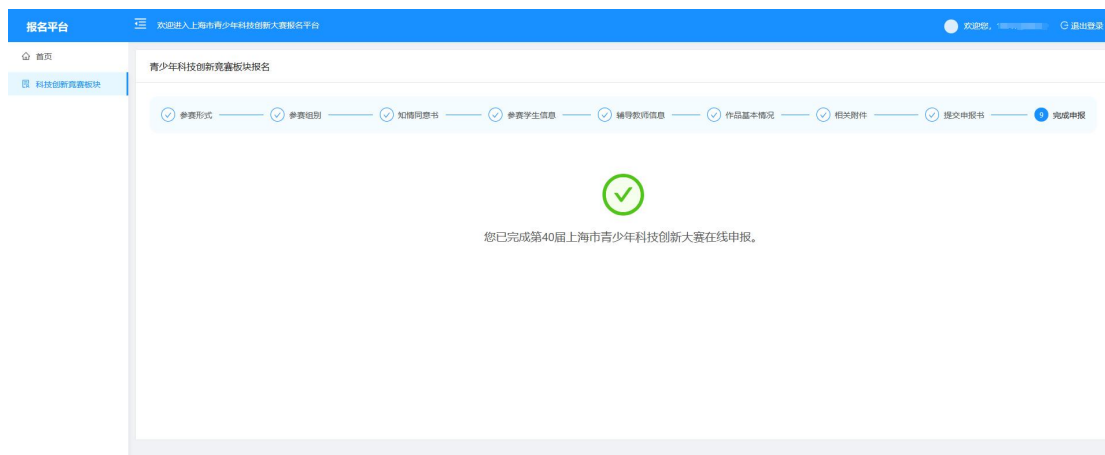 报名平台
欢迎进入上海市青少年科技创新大赛报名平台
欢迎您,
退出登录
首页
科技创新竞赛板块
青少年科技创新竞赛板块报名
参赛形式
参赛组别
知情同意书
参赛学生信息
辅导教师信息
作品基本情况
相关附件
提交申报书
9 完成申报
您已完成第40届上海市青少年科技创新大赛在线申报。